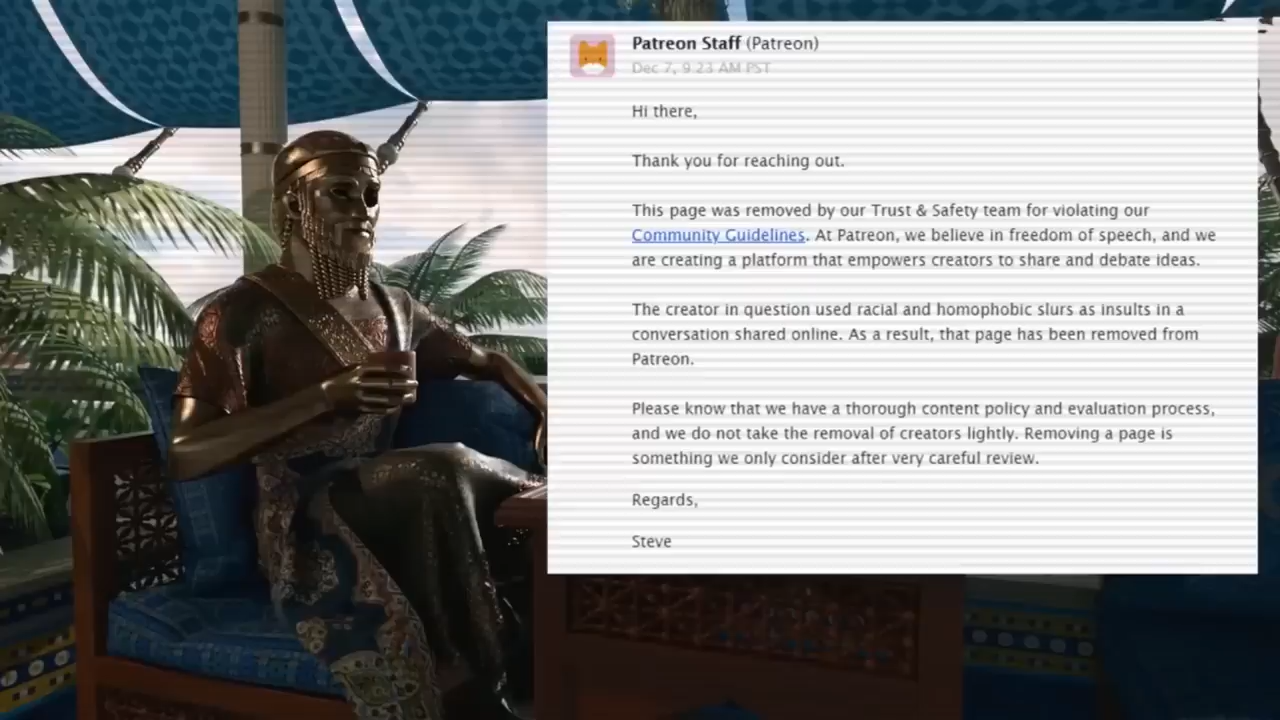 Patreon Staff (Patreon)
Dec 7, 9:23 AM PST
Hi there,
Thank you for reaching out.
This page was removed by our Trust & Safety team for violating our
Community Guidelines. At Patreon, we believe in freedom of speech, and we
are creating a platform that empowers creators to share and debate ideas.
The creator in question used racial and homophobic slurs as insults in a
conversation shared online. As a result, that page has been removed from
Patreon.
Please know that we have a thorough content policy and evaluation process,
and we do not take the removal of creators lightly. Removing a page is
something we only consider after very careful review.
Regards,
Steve